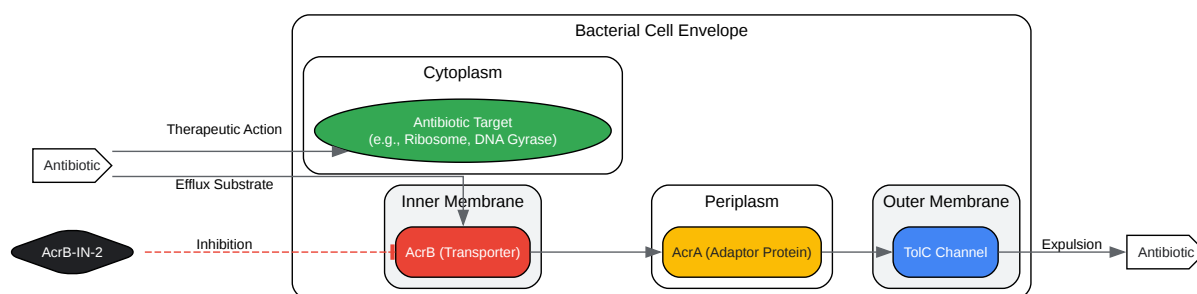 Bacterial Cell Envelope
Cytoplasm
Antibiotic Target
(e.g., Ribosome, DNA Gyrase)
Therapeutic Action
Antibiotic
Efflux Substrate
Inner Membrane
Periplasm
Outer Membrane
AcrB-IN-2
Inhibition
AcrB (Transporter)
AcrA (Adaptor Protein)
TolC Channel
Expulsion
Antibiotic